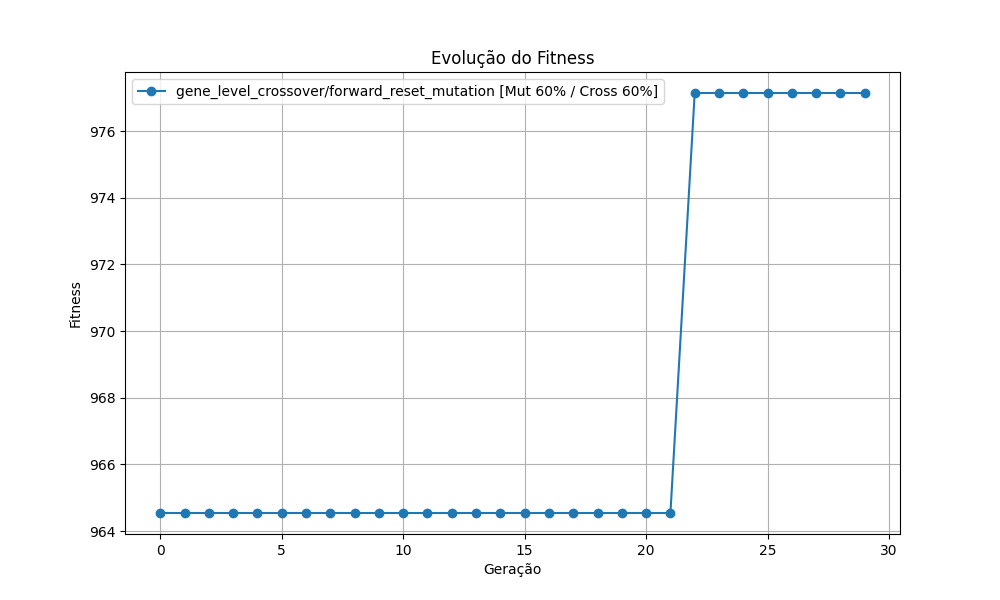 Evolução do Fitness
gene_level_crossover/forward_reset_mutation [Mut 60% / Cross 60%]
Fitness
976
974
972
970
968
966
964
0 5 10 15 20 25 30
Geração